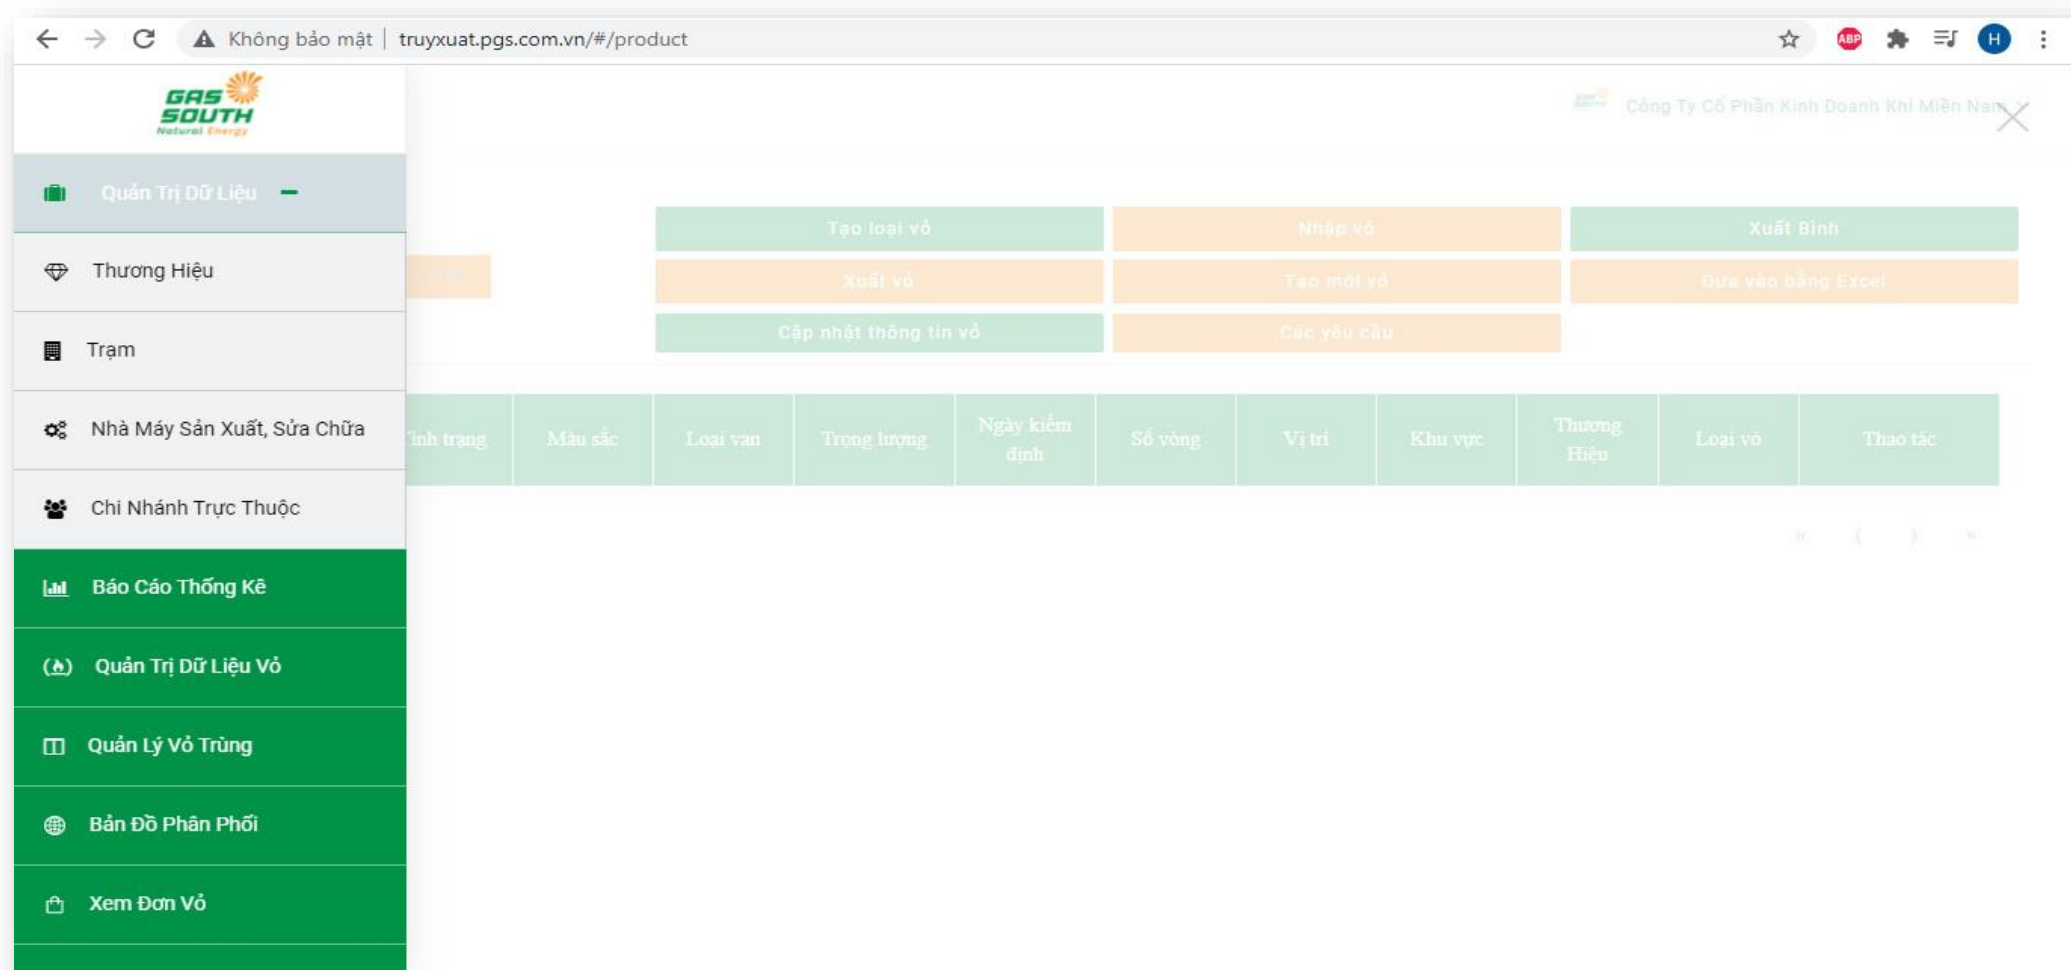 Không bảo mật | truyxuat.pgs.com.vn/#/product
ABP
H
GAS
SOUTH
Natural Energy
Công Ty Cổ Phần Kinh Doanh Khí Miền Nam
Quản Trị Dữ Liệu
Thương Hiệu
Trạm
Nhà Máy Sản Xuất, Sửa Chữa
Chi Nhánh Trực Thuộc
Báo Cáo Thống Kê
Quản Trị Dữ Liệu Vỏ
Quản Lý Vỏ Trùng
Bản Đồ Phân Phối
Xem Đơn Vỏ
Tạo loại vỏ
Nhập vỏ
Xuất Bình
Xuất vỏ
Tạo mới vỏ
Đưa vào bằng Excel
Cập nhật thông tin vỏ
Các yêu cầu
Tình trạng
Màu sắc
Loại van
Trọng lượng
Ngày kiểm
định
Số vòng
Vị trí
Khu vực
Thương
Hiệu
Loại vỏ
Thao tác